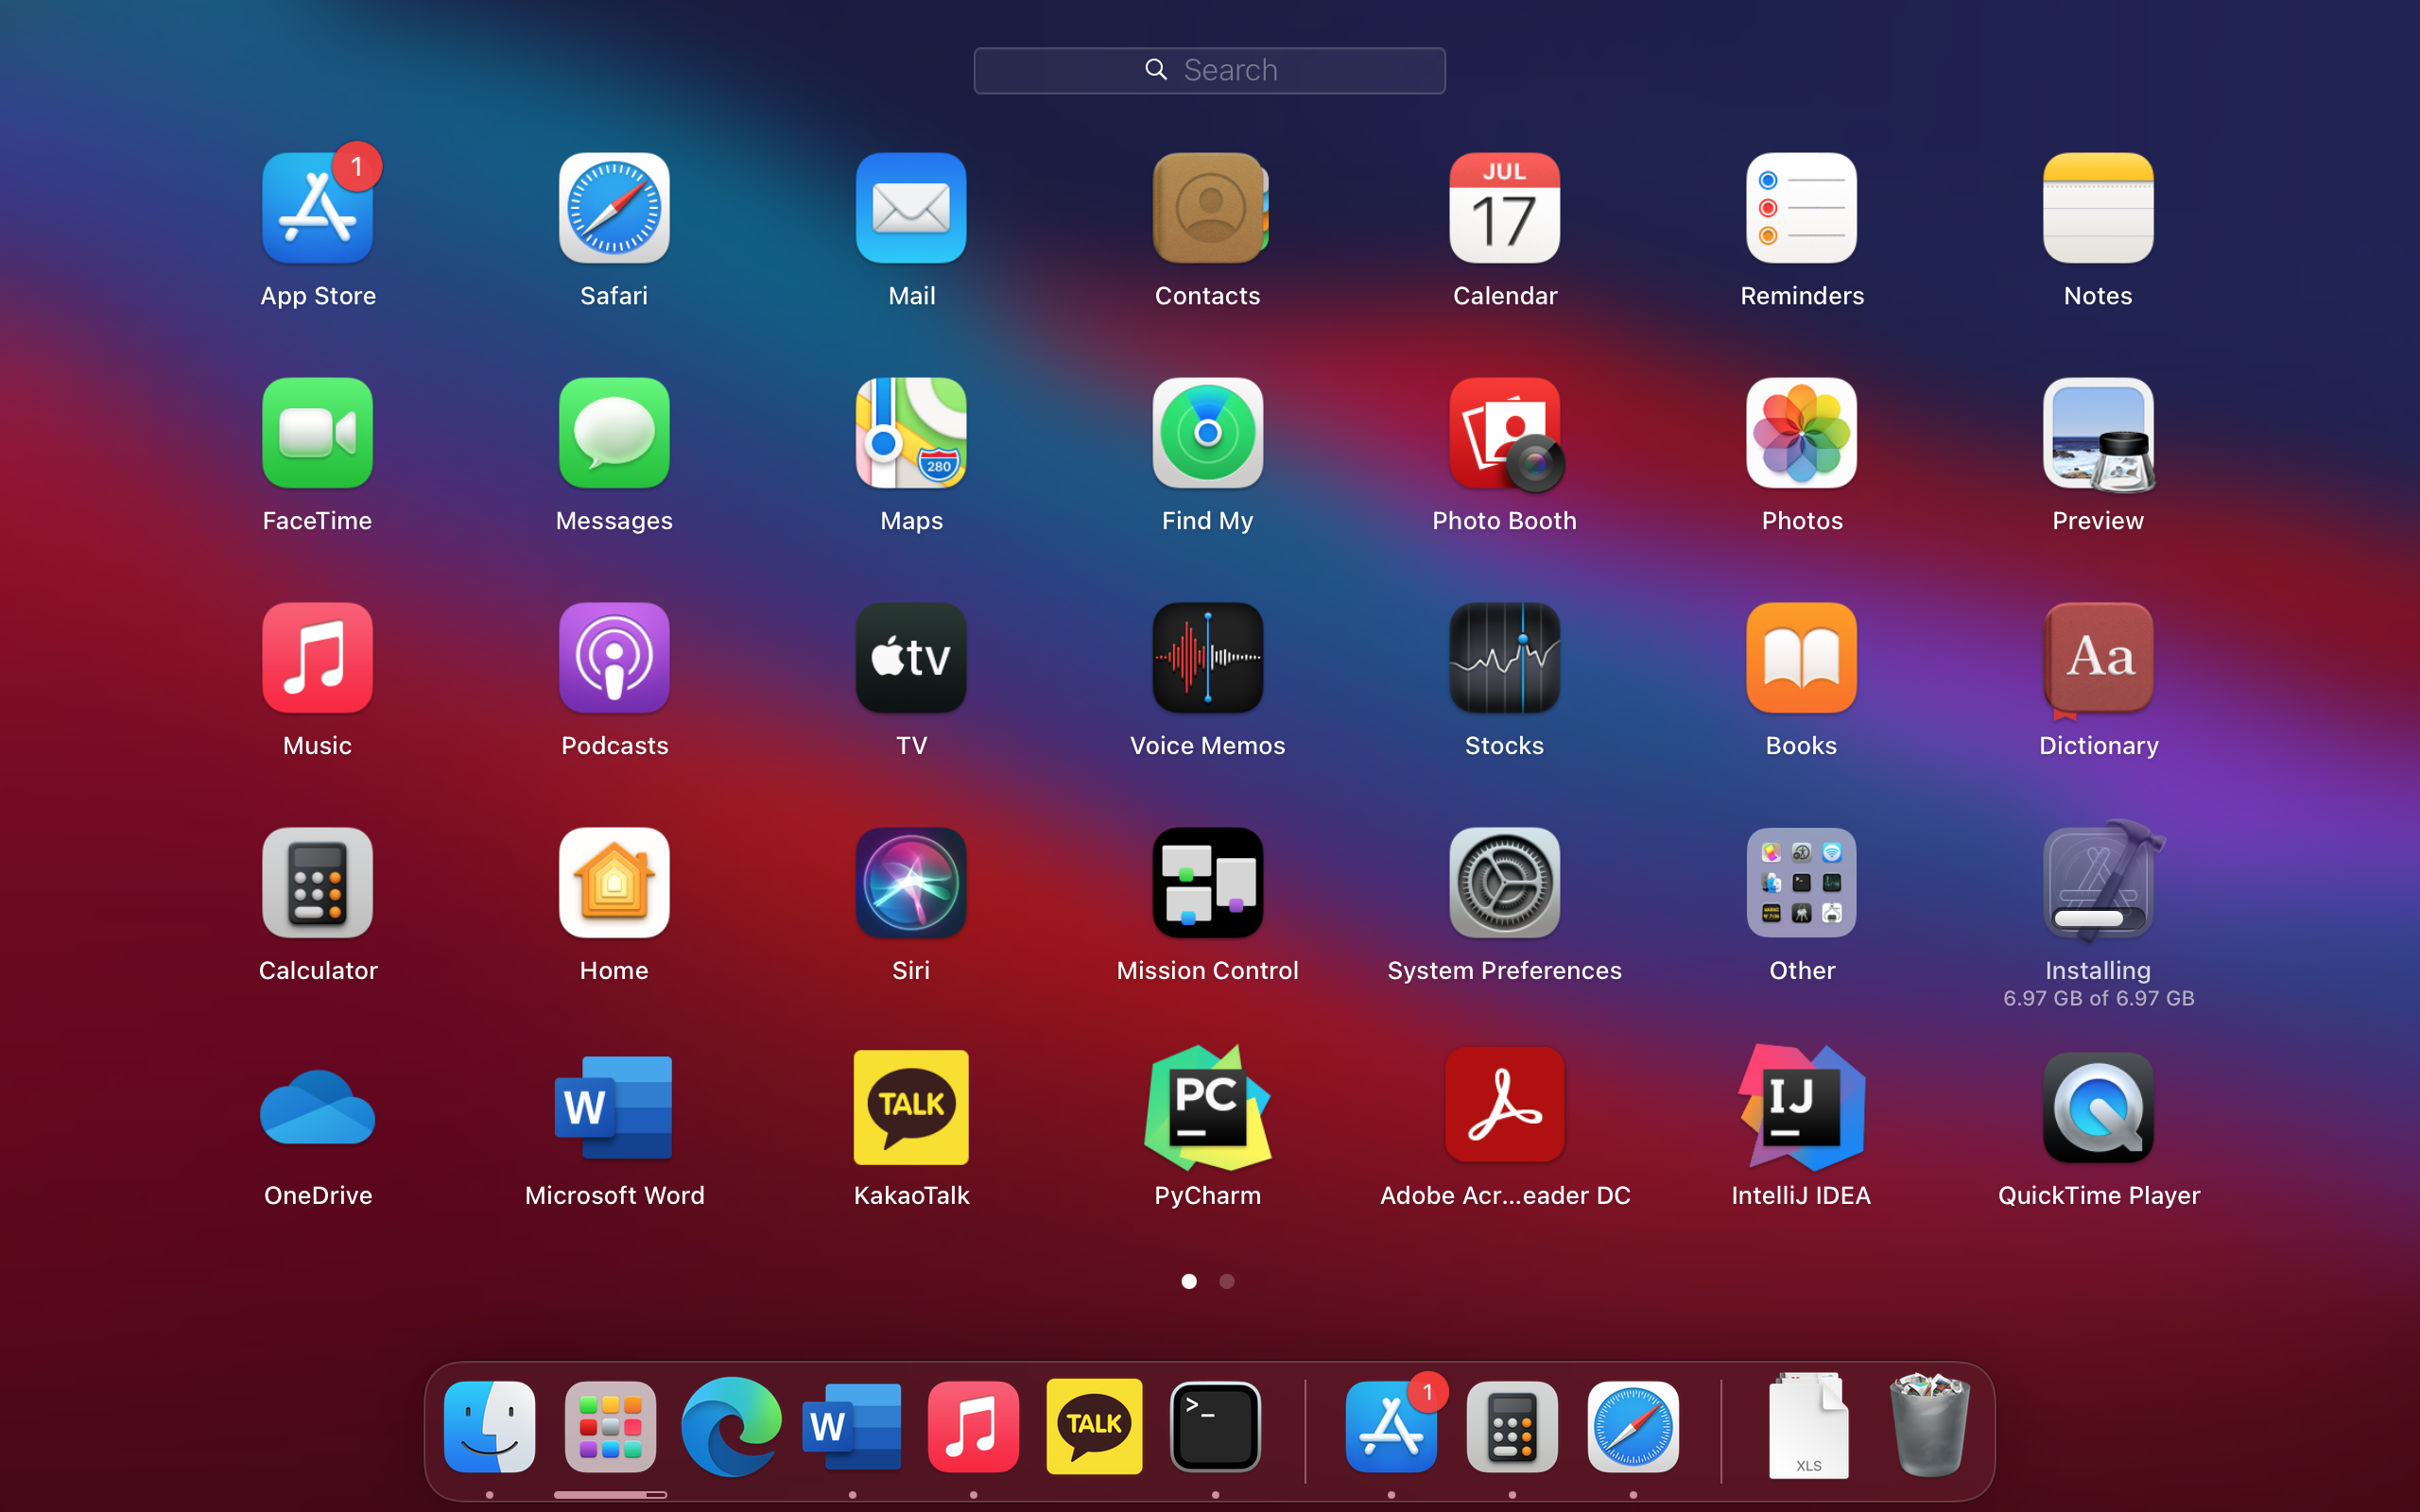 Search
1
App Store
Safari
Mail
Contacts
JUL
17
Calendar
Reminders
Notes
FaceTime
Messages
280
Maps
Find My
Photo Booth
Photos
Preview
Music
Podcasts
tv
TV
Voice Memos
Stocks
Books
Aa
Dictionary
Calculator
Home
Siri
Mission Control
System Preferences
Other
Installing
6.97 GB of 6.97 GB
OneDrive
W
Microsoft Word
TALK
KakaoTalk
PC
PyCharm
Adobe Acr...eader DC
IJ
IntelliJ IDEA
QuickTime Player
W
TALK
>_
1
XLS